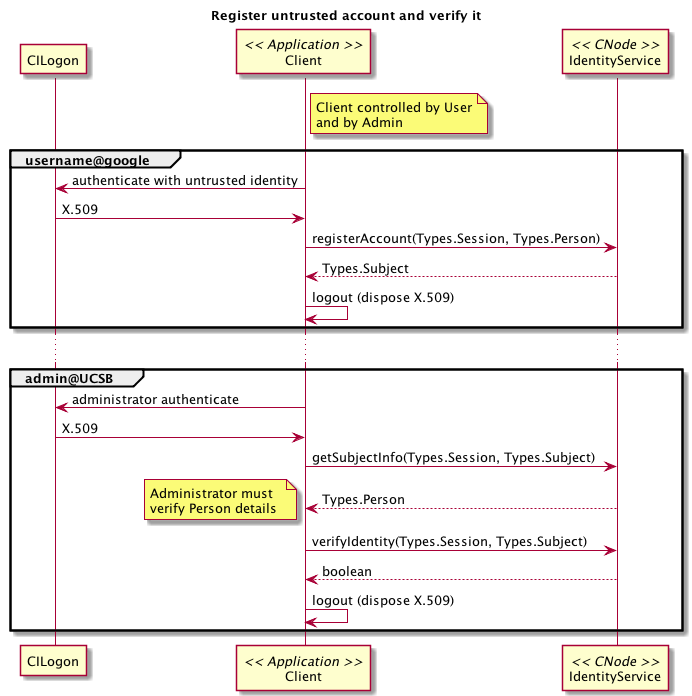 Register untrusted account and verify it
CILogon
<< Application >>
Client
<< CNode >>
IdentityService
Client controlled by User
and by Admin
username@google
authenticate with untrusted identity
X.509
registerAccount(Types.Session, Types.Person)
Types.Subject
logout (dispose X.509)
admin@UCSB
administrator authenticate
X.509
getSubjectInfo(Types.Session, Types.Subject)
Administrator must
verify Person details
Types.Person
verifyIdentity(Types.Session, Types.Subject)
boolean
logout (dispose X.509)
CILogon
<< Application >>
Client
<< CNode >>
IdentityService